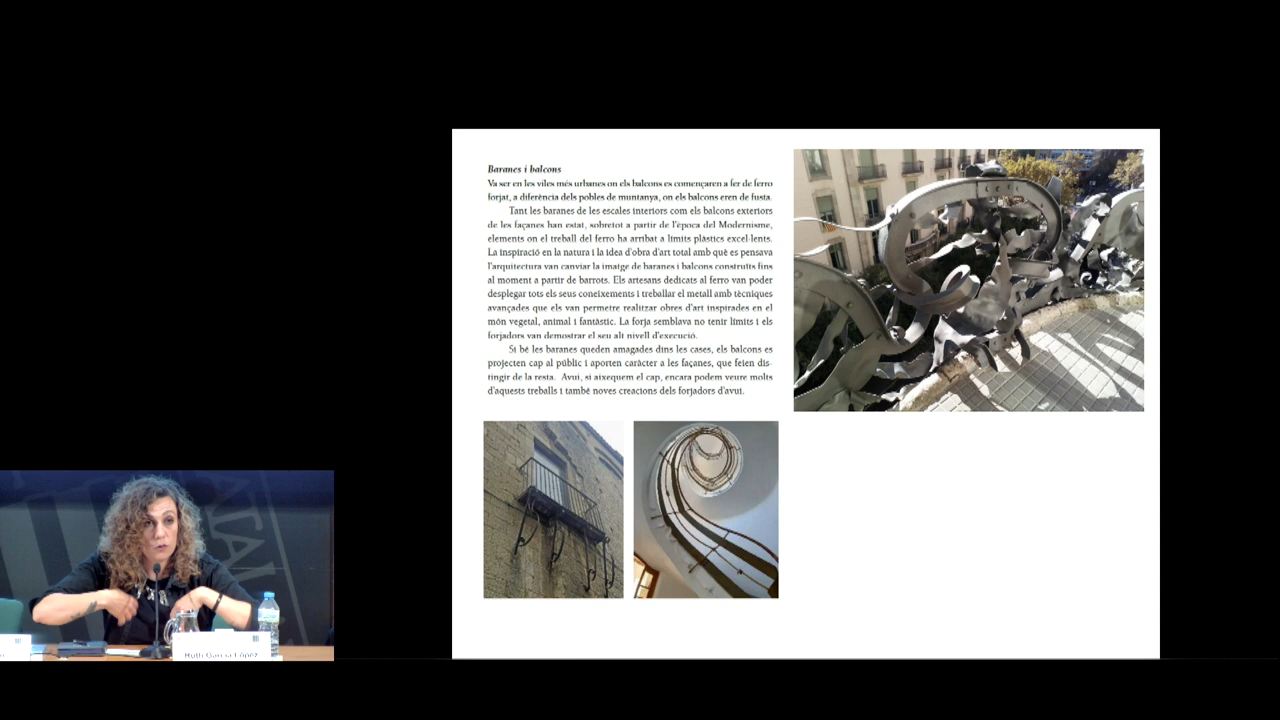 Baranes i balcons
Va ser en les viles més urbanes on els balcons es començaren a fer de ferro
forjat, a diferència dels pobles de muntanya, on els balcons eren de fusta.
Tant les baranes de les escales interiors com els balcons exteriors
de les façanes han estat, sobretot a partir de l'època del Modernisme,
elements on el treball del ferro ha arribat a límits plàstics excel·lents.
La inspiració en la natura i la idea d'obra d'art total amb què es pensava
l'arquitectura van canviar la imatge de baranes i balcons construïts fins
al moment a partir de barrots. Els artesans dedicats al ferro van poder
desplegar tots els seus coneixements i treballar el metall amb tècniques
avançades que els van permetre realitzar obres d'art inspirades en el
món vegetal, animal i fantàstic. La forja semblava no tenir límits i els
forjadors van demostrar el seu alt nivell d'execució.
Si bé les baranes queden amagades dins les cases, els balcons es
projecten cap al públic i aporten caràcter a les façanes, que feien dis-
tingir de la resta. Avui, si aixequem el cap, encara podem veure molts
d'aquests treballs i també noves creacions dels forjadors d'avui.
Ruth García López